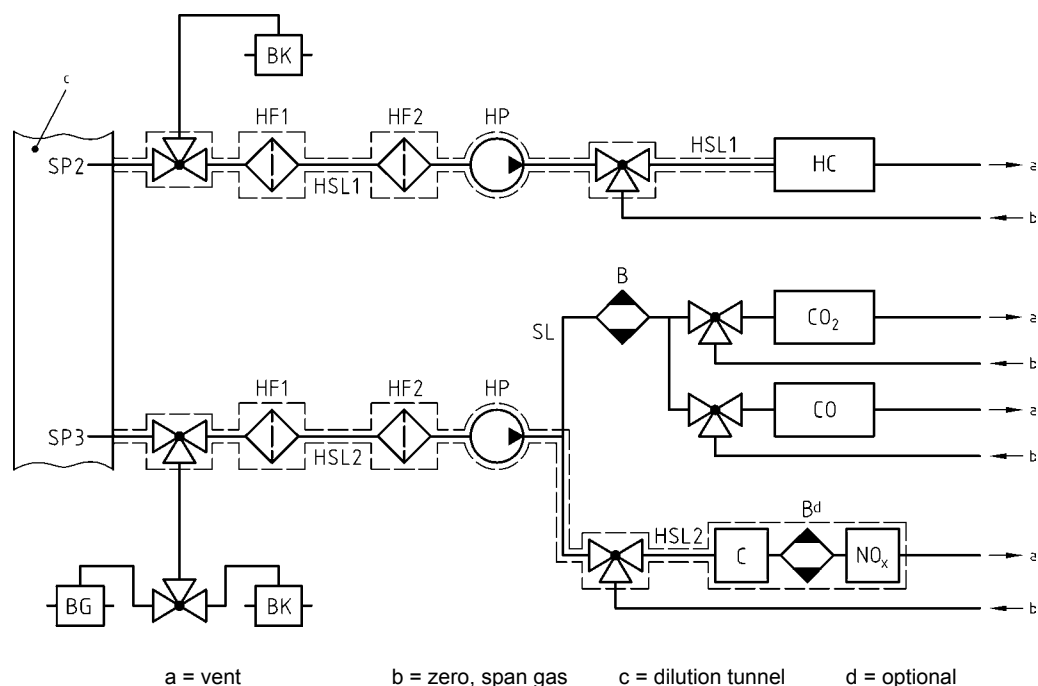 BK
c
HF1 HF2 HP
SP2 HSL1 HSL1 HC a
b
B
SL CO₂ a
b
HF1 HF2 HP CO a
SP3 HSL2 b
Bᵈ
HSL2 C NOₓ a
BG BK b
a = vent b = zero, span gas c = dilution tunnel d = optional